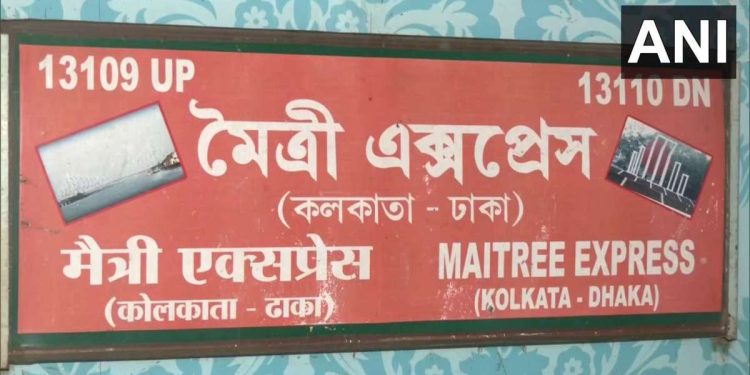 ANI
13109 UP
13110 DN
মৈত্রী এক্সপ্রেস
(কলকাতা - ঢাকা)
मैत्री एक्सप्रेस
(कोलकाता - ढाका)
MAITREE EXPRESS
(KOLKATA - DHAKA)